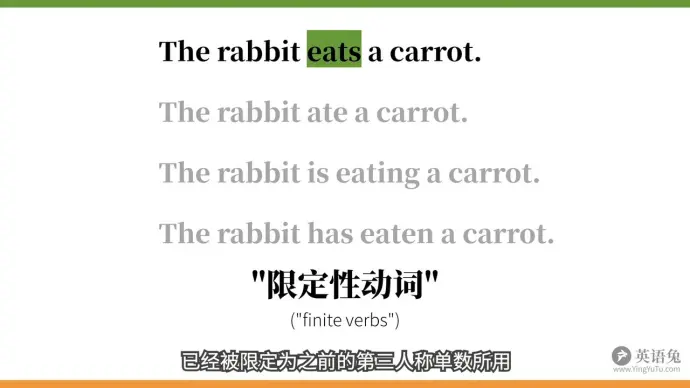 The rabbit eats a carrot.
The rabbit ate a carrot.
The rabbit is eating a carrot.
The rabbit has eaten a carrot.
"限定性动词"
("finite verbs")
已经被限定为之前的第三人称单数所用
英语兔
www.YingYuTu.com